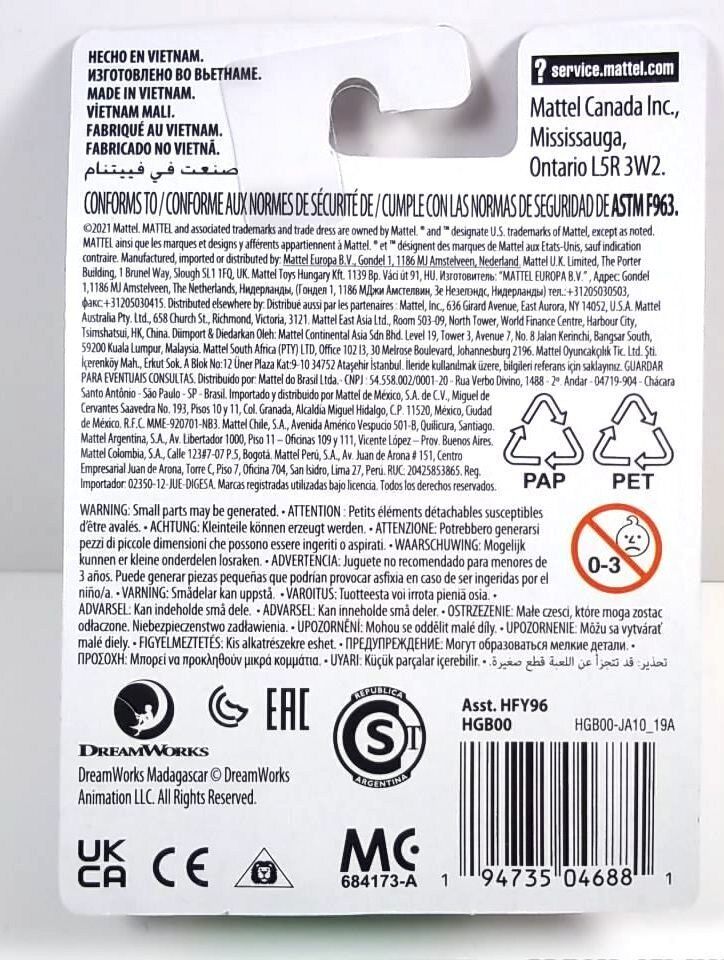 HECHO EN VIETNAM.
ИЗГОТОВЛЕНО ВО ВЬЕТНАМЕ.
MADE IN VIETNAM.
VİETNAM MALI.
FABRIQUÉ AU VIETNAM.
FABRICADO NO VIETNÃ.
صنعت في فييتنام
? service.mattel.com
Mattel Canada Inc.,
Mississauga,
Ontario L5R 3W2.
CONFORMS TO / CONFORME AUX NORMES DE SÉCURITÉ DE / CUMPLE CON LAS NORMAS DE SEGURIDAD DE ASTM F963.
©2021 Mattel. MATTEL and associated trademarks and trade dress are owned by Mattel. ® and ™ designate U.S. trademarks of Mattel, except as noted.
MATTEL ainsi que les marques et designs y afférents appartiennent à Mattel. ® et ™ désignent des marques de Mattel aux Etats-Unis, sauf indication
contraire. Manufactured, imported or distributed by: Mattel Europa B.V., Gondel 1, 1186 MJ Amstelveen, Nederland. Mattel U.K. Limited, The Porter
Building, 1 Brunel Way, Slough SL1 1FQ, UK. Mattel Toys Hungary Kft. 1139 Bp. Váci út 91, HU. Изготовитель: "MATTEL EUROPA B.V.", Адрес: Gondel
1,1186 MJ Amstelveen, The Netherlands, Нидерланды, (Гондел 1, 1186 МДжи Амстелвин, Зе Незелэндс, Нидерланды) тел.:+31205030503,
факс:+31205030415. Distributed elsewhere by: Distribué aussi par les partenaires : Mattel, Inc., 636 Girard Avenue, East Aurora, NY 14052, U.S.A. Mattel
Australia Pty. Ltd., 658 Church St., Richmond, Victoria, 3121. Mattel East Asia Ltd., Room 503-09, North Tower, World Finance Centre, Harbour City,
Tsimshatsui, HK, China. Diimport & Diedarkan Oleh: Mattel Continental Asia Sdn Bhd. Level 19, Tower 3, Avenue 7, No. 8 Jalan Kerinchi, Bangsar South,
59200 Kuala Lumpur, Malaysia. Mattel South Africa (PTY) LTD, Office 102 I3, 30 Melrose Boulevard, Johannesburg 2196. Mattel Oyuncakçılık Tic. Ltd. Şti.
İçerenköy Mah., Erkut Sok. A Blok No:12 Üner Plaza Kat:9-10 34752 Ataşehir İstanbul. İleride kullanılmak üzere, bilgileri referans için saklayınız. GUARDAR
PARA EVENTUAIS CONSULTAS. Distribuido por: Mattel do Brasil Ltda.- CNPJ : 54.558.002/0001-20 - Rua Verbo Divino, 1488 - 2º. Andar - 04719-904 - Chácara
Santo Antônio - São Paulo - SP - Brasil. Importado y distribuido por Mattel de México, S.A. de C.V., Miguel de
Cervantes Saavedra No. 193, Pisos 10 y 11, Col. Granada, Alcaldía Miguel Hidalgo, C.P. 11520, México, Ciudad
de México. R.F.C. MME-920701-NB3. Mattel Chile, S.A., Avenida Américo Vespucio 501-B, Quilicura, Santiago.
Mattel Argentina, S.A., Av. Libertador 1000, Piso 11 – Oficinas 109 y 111, Vicente López – Prov. Buenos Aires.
Mattel Colombia, S.A., Calle 123#7-07 P.5, Bogotá. Mattel Perú, S.A., Av. Juan de Arona # 151, Centro
Empresarial Juan de Arona, Torre C, Piso 7, Oficina 704, San Isidro, Lima 27, Perú. RUC: 20425853865. Reg.
Importador: 02350-12-JUE-DIGESA. Marcas registradas utilizadas bajo licencia. Todos los derechos reservados.
PAP
PET
WARNING: Small parts may be generated. • ATTENTION : Petits éléments détachables susceptibles
d'être avalés. • ACHTUNG: Kleinteile können erzeugt werden. • ATTENZIONE: Potrebbero generarsi
pezzi di piccole dimensioni che possono essere ingeriti o aspirati. • WAARSCHUWING: Mogelijk
kunnen er kleine onderdelen losraken. • ADVERTENCIA: Juguete no recomendado para menores de
3 años. Puede generar piezas pequeñas que podrían provocar asfixia en caso de ser ingeridas por el
niño/a. • VARNING: Smådelar kan uppstå. • VAROITUS: Tuotteesta voi irrota pieniä osia. •
ADVARSEL: Kan indeholde små dele. • ADVARSEL: Kan inneholde små deler. • OSTRZEŻENIE: Małe czesci, które moga zostac
odłaczone. Niebezpieczenstwo zadławienia. • UPOZORNĚNÍ: Mohou se oddělit malé díly. • UPOZORNENIE: Môžu sa vytvárať
malé diely. • FIGYELMEZTETÉS: Kis alkatrészekre eshet. • ПРЕДУПРЕЖДЕНИЕ: Могут образоваться мелкие детали. •
ΠΡΟΣΟΧΗ: Μπορεί να προκληθούν μικρά κομμάτια. • UYARI: Küçük parçalar içerebilir. • تحذير: قد تتجزأ عن اللعبة قطع صغيرة.
0-3
DREAMWORKS
DreamWorks Madagascar © DreamWorks
Animation LLC. All Rights Reserved.
EAC
REPUBLICA
S T
ARGENTINA
Asst. HFY96
HGB00
HGB00-JA10_19A
UK
CA
CE
MC
684173-A
1 94735 04688 1